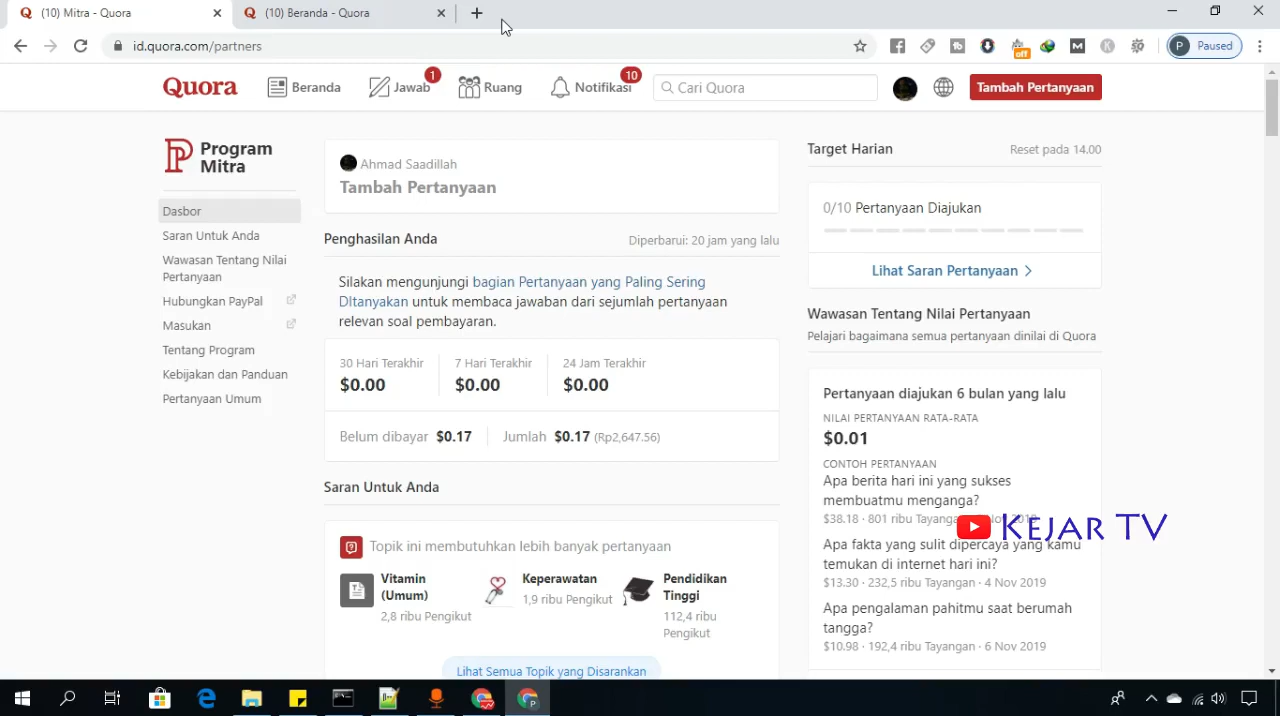 (10) Mitra - Quora
(10) Beranda - Quora
id.quora.com/partners
off
P Paused
Quora
Beranda
Jawab 1
Ruang
Notifikasi 10
Cari Quora
Tambah Pertanyaan
Program
Mitra
Dasbor
Saran Untuk Anda
Wawasan Tentang Nilai
Pertanyaan
Hubungkan PayPal
Masukan
Tentang Program
Kebijakan dan Panduan
Pertanyaan Umum
Ahmad Saadillah
Tambah Pertanyaan
Penghasilan Anda
Diperbarui: 20 jam yang lalu
Silakan mengunjungi bagian Pertanyaan yang Paling Sering
DItanyakan untuk membaca jawaban dari sejumlah pertanyaan
relevan soal pembayaran.
30 Hari Terakhir 7 Hari Terakhir 24 Jam Terakhir
$0.00 $0.00 $0.00
Belum dibayar $0.17 Jumlah $0.17 (Rp2,647.56)
Saran Untuk Anda
Topik ini membutuhkan lebih banyak pertanyaan
Vitamin
(Umum)
2,8 ribu Pengikut
Keperawatan
1,9 ribu Pengikut
Pendidikan
Tinggi
112,4 ribu
Pengikut
Lihat Semua Topik yang Disarankan
Target Harian
Reset pada 14.00
0/10 Pertanyaan Diajukan
Lihat Saran Pertanyaan
Wawasan Tentang Nilai Pertanyaan
Pelajari bagaimana semua pertanyaan dinilai di Quora
Pertanyaan diajukan 6 bulan yang lalu
NILAI PERTANYAAN RATA-RATA
$0.01
CONTOH PERTANYAAN
Apa berita hari ini yang sukses
membuatmu menganga?
$38.18 · 801 ribu Tayangan Nov 2019
KEJAR TV
Apa fakta yang sulit dipercaya yang kamu
temukan di internet hari ini?
$13.30 · 232,5 ribu Tayangan · 4 Nov 2019
Apa pengalaman pahitmu saat berumah
tangga?
$10.98 · 192,4 ribu Tayangan · 6 Nov 2019